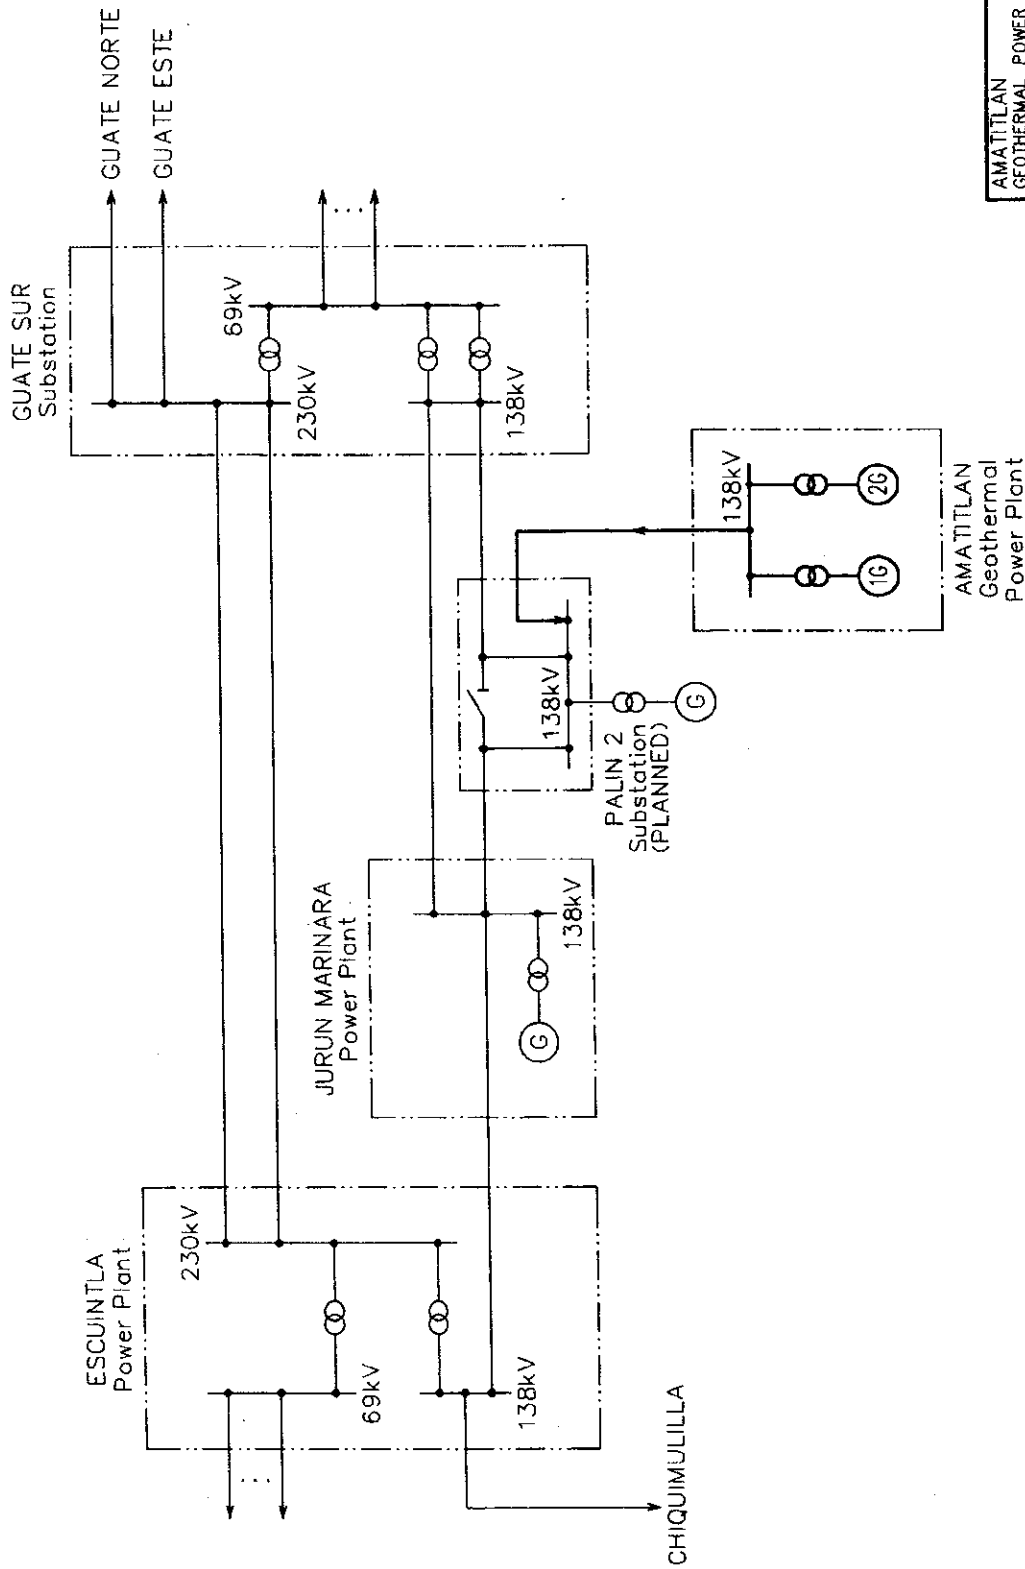 GUATE NORTE
GUATE ESTE
GUATE SUR
Substation
69kV
230kV
138kV
ESCUINTLA
Power Plant
230kV
69kV
138kV
CHIQUIMULILLA
JURUN MARINARA
Power Plant
G
138kV
138kV
PALIN 2
Substation
(PLANNED)
G
138kV
1G
2G
AMATITLAN
Geothermal
Power Plant
AMATITLAN
GEOTHERMAL POWER